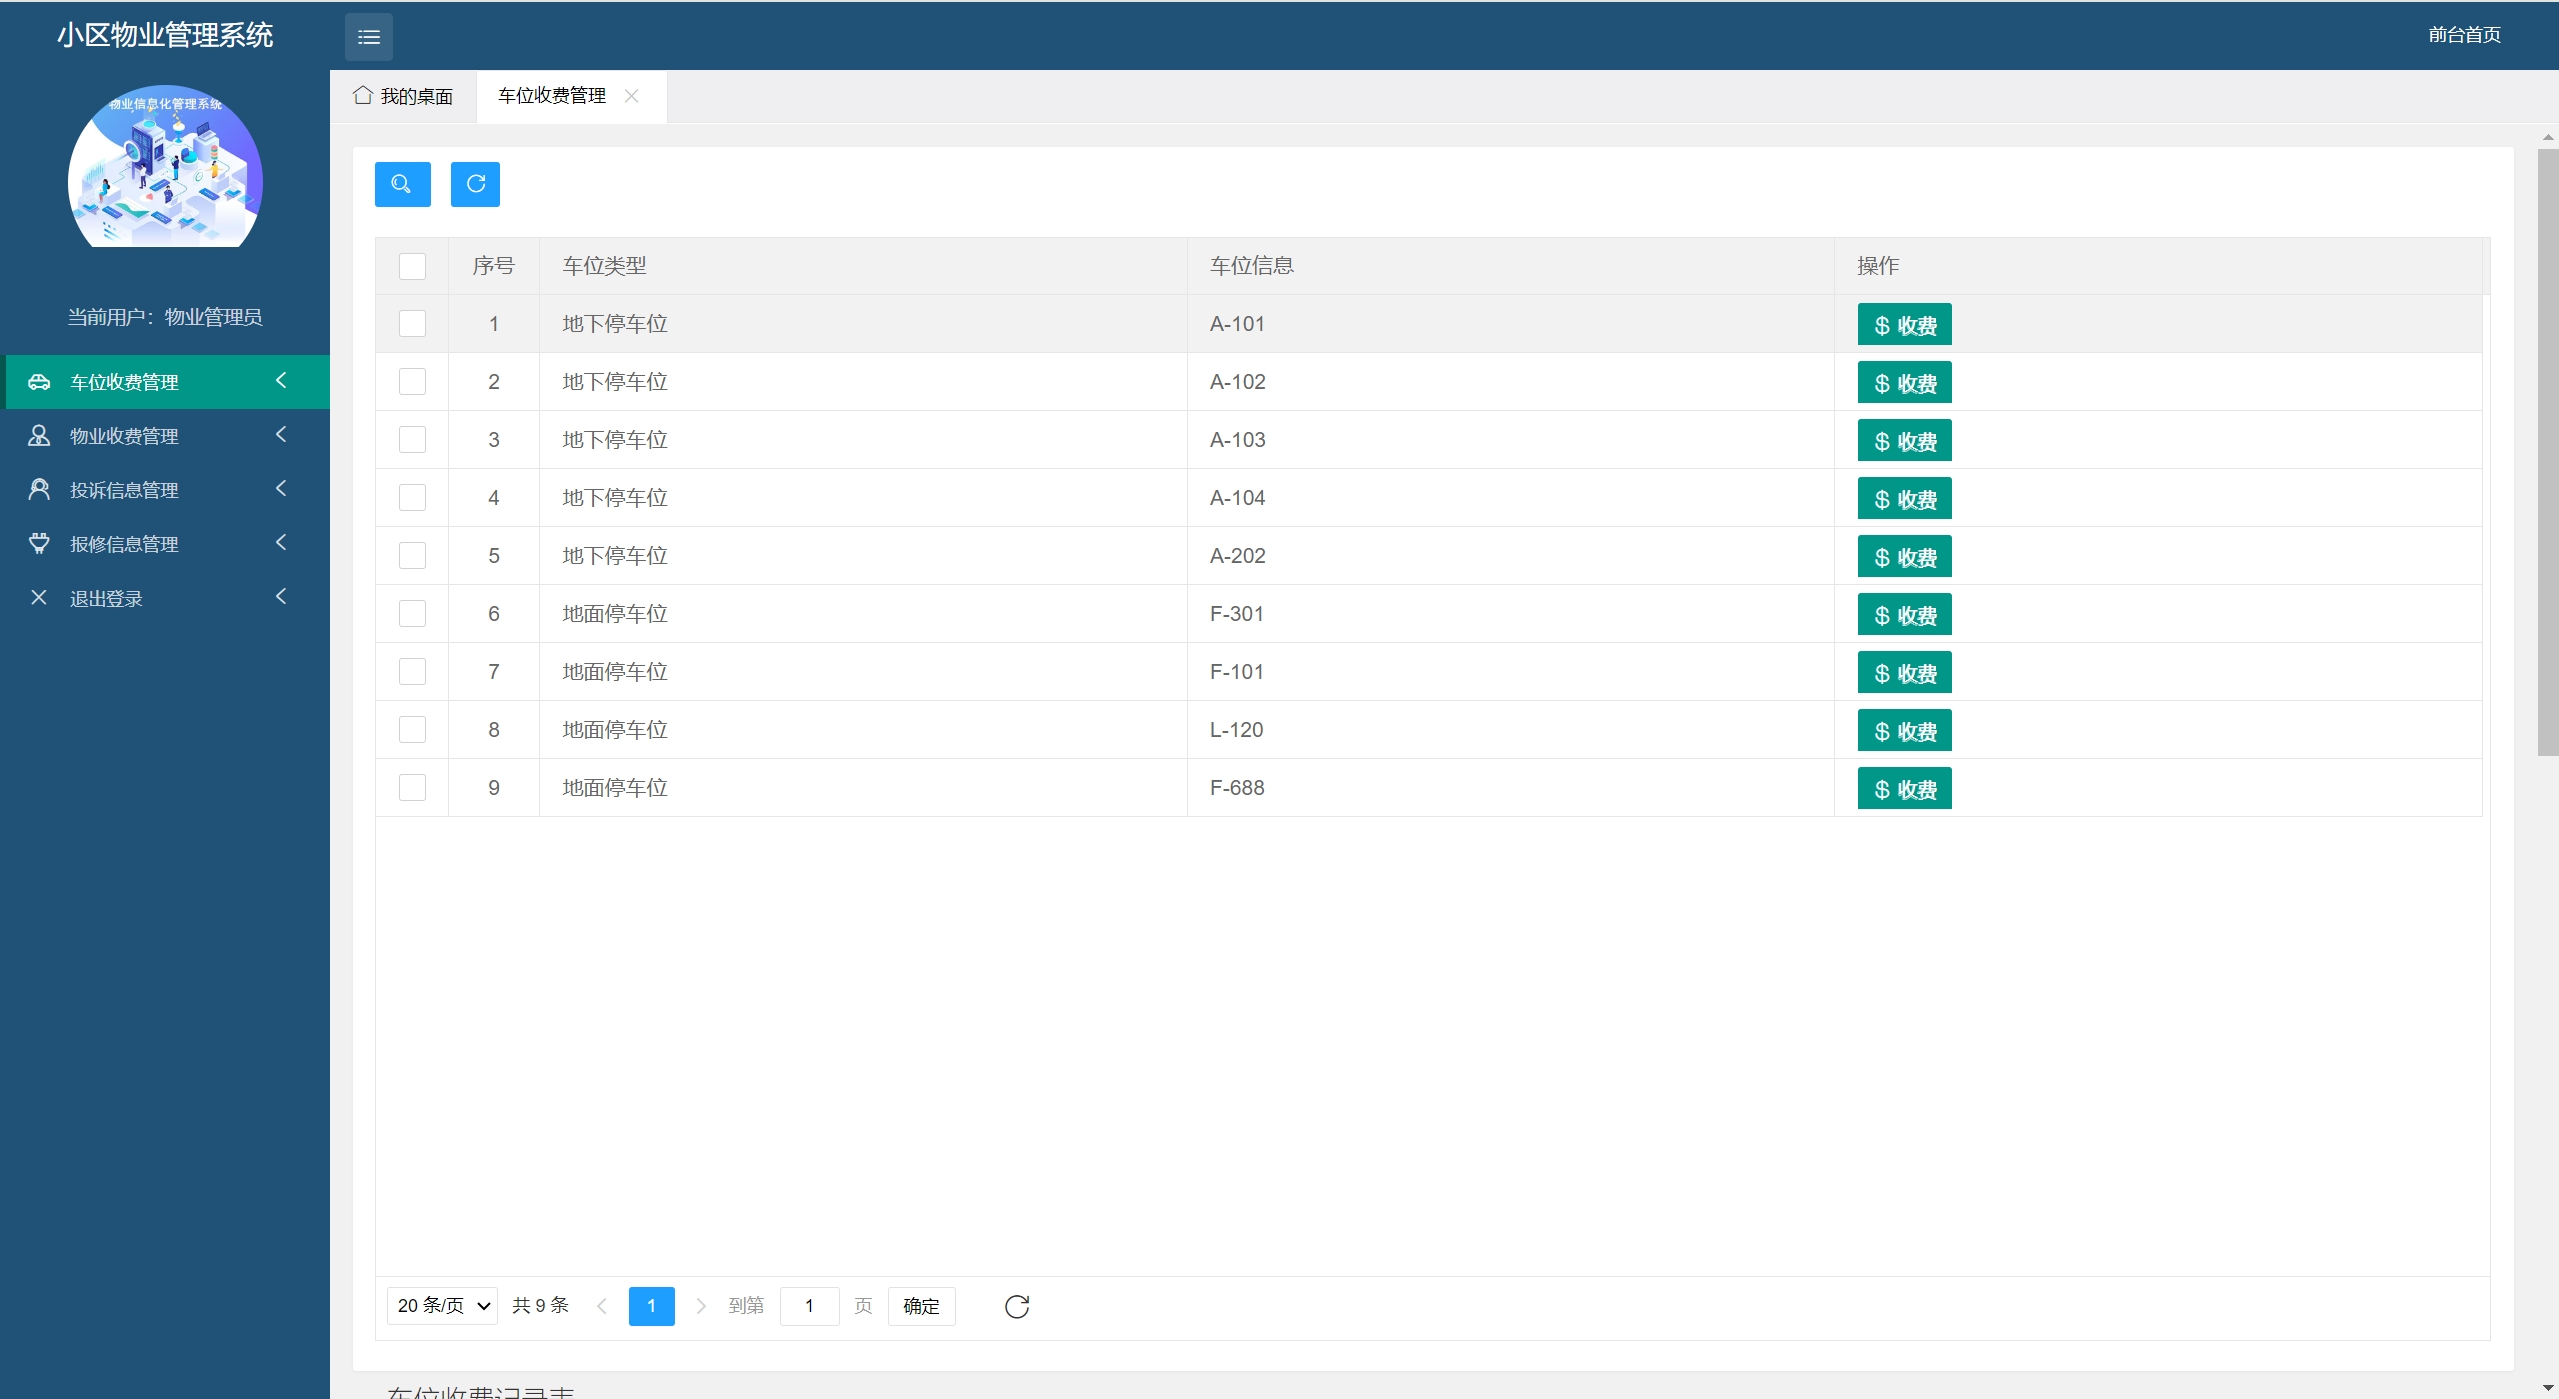 小区物业管理系统
前台首页
物业信息化管理系统
当前用户：物业管理员
车位收费管理
物业收费管理
投诉信息管理
报修信息管理
退出登录
我的桌面 车位收费管理
序号 车位类型 车位信息 操作
1 地下停车位 A-101 $ 收费
2 地下停车位 A-102 $ 收费
3 地下停车位 A-103 $ 收费
4 地下停车位 A-104 $ 收费
5 地下停车位 A-202 $ 收费
6 地面停车位 F-301 $ 收费
7 地面停车位 F-101 $ 收费
8 地面停车位 L-120 $ 收费
9 地面停车位 F-688 $ 收费
20 条/页 共 9 条 1 到第 1 页 确定
车位收费记录表